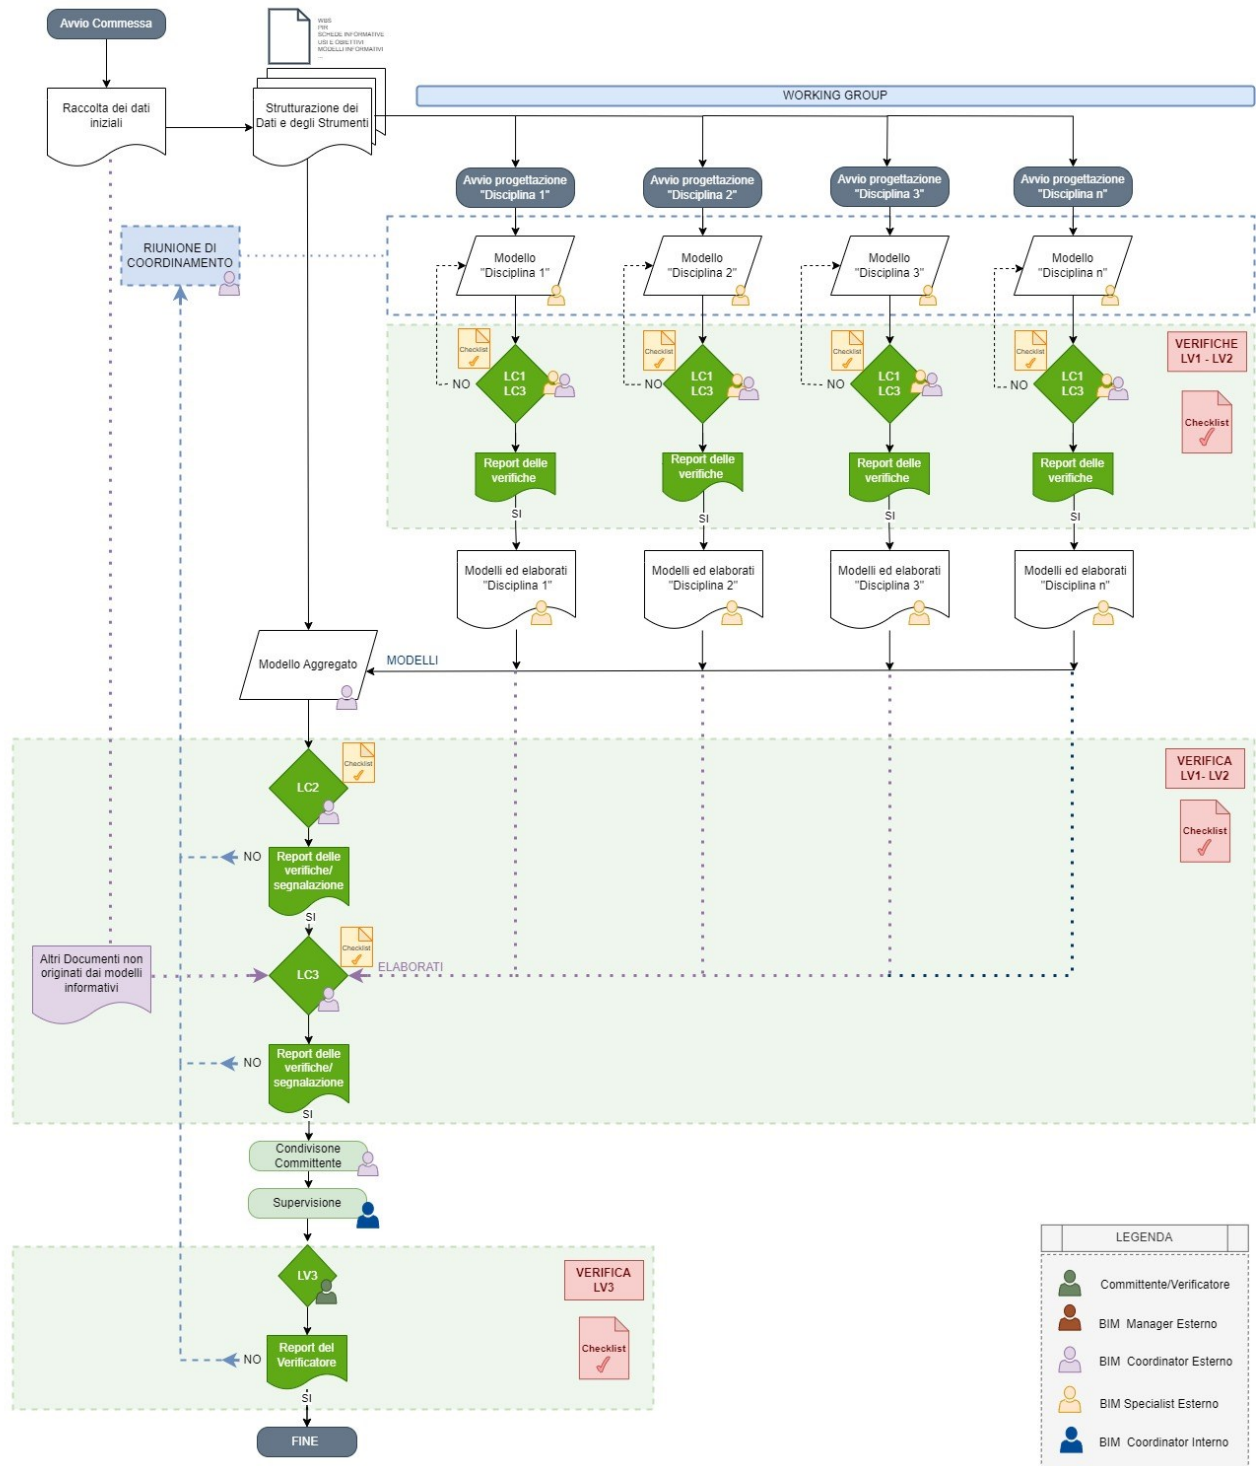 Avvio Commessa
WBS
PIR
SCHEDE INFORMATIVE
USI E OBIETTIVI
MODELLI INFORMATIVI
...
WORKING GROUP
Raccolta dei dati
iniziali
Strutturazione dei
Dati e degli Strumenti
Avvio progettazione
"Disciplina 1"
Avvio progettazione
"Disciplina 2"
Avvio progettazione
"Disciplina 3"
Avvio progettazione
"Disciplina n"
RIUNIONE DI
COORDINAMENTO
Modello
"Disciplina 1"
Modello
"Disciplina 2"
Modello
"Disciplina 3"
Modello
"Disciplina n"
VERIFICHE
LV1 - LV2
Checklist
Checklist
Checklist
Checklist
Checklist
NO
LC1
LC3
NO
LC1
LC3
NO
LC1
LC3
NO
LC1
LC3
Report delle
verifiche
Report delle
verifiche
Report delle
verifiche
Report delle
verifiche
SI
SI
SI
SI
Modelli ed elaborati
"Disciplina 1"
Modelli ed elaborati
"Disciplina 2"
Modelli ed elaborati
"Disciplina 3"
Modelli ed elaborati
"Disciplina n"
Modello Aggregato
MODELLI
VERIFICA
LV1- LV2
Checklist
Checklist
LC2
NO
Report delle
verifiche/
segnalazione
SI
Checklist
Altri Documenti non
originati dai modelli
informativi
LC3
ELABORATI
NO
Report delle
verifiche/
segnalazione
SI
Condivisone
Committente
Supervisione
LV3
VERIFICA
LV3
Checklist
NO
Report del
Verificatore
SI
FINE
LEGENDA
Committente/Verificatore
BIM Manager Esterno
BIM Coordinator Esterno
BIM Specialist Esterno
BIM Coordinator Interno